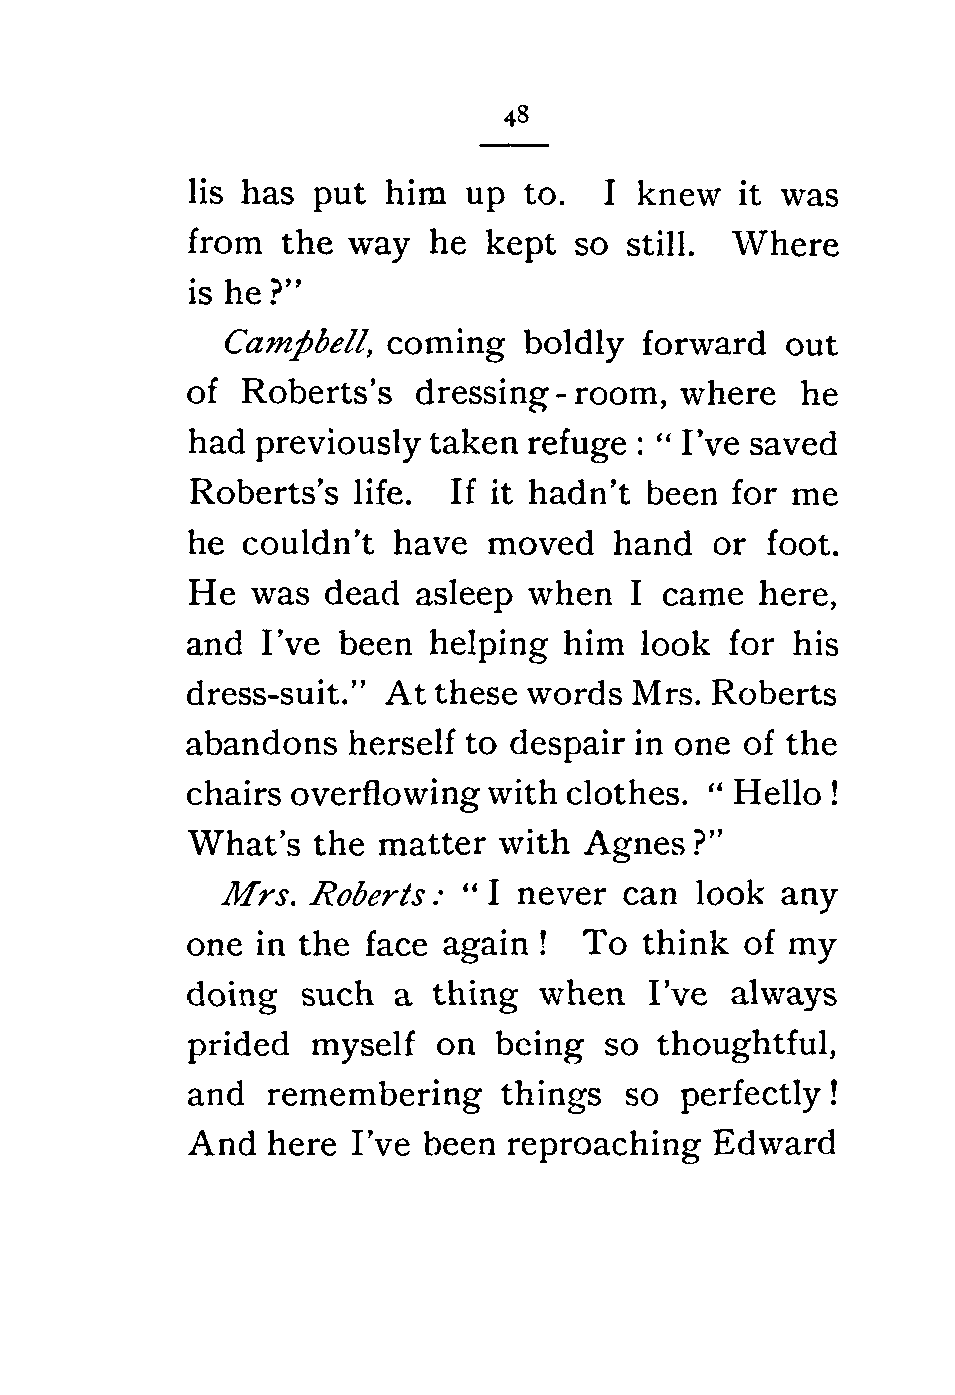 48
lis has put him up to. I knew it was
from the way he kept so still. Where
is he?”
Campbell, coming boldly forward out
of Roberts’s dressing-room, where he
had previously taken refuge: “I’ve saved
Roberts’s life. If it hadn’t been for me
he couldn’t have moved hand or foot.
He was dead asleep when I came here,
and I’ve been helping him look for his
dress-suit.” At these words Mrs. Roberts
abandons herself to despair in one of the
chairs overflowing with clothes. “Hello!
What’s the matter with Agnes?”
Mrs. Roberts: “I never can look any
one in the face again! To think of my
doing such a thing when I’ve always
prided myself on being so thoughtful,
and remembering things so perfectly!
And here I’ve been reproaching Edward